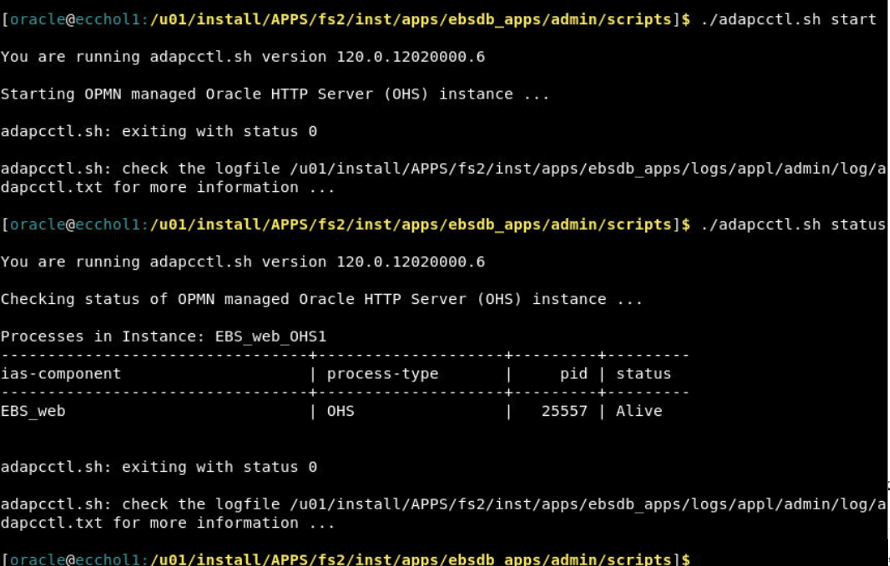 [oracle@ecchol1:/u01/install/APPS/fs2/inst/apps/ebsdb_apps/admin/scripts]$ ./adapcctl.sh start
You are running adapcctl.sh version 120.0.12020000.6
Starting OPMN managed Oracle HTTP Server (OHS) instance ...
adapcctl.sh: exiting with status 0
adapcctl.sh: check the logfile /u01/install/APPS/fs2/inst/apps/ebsdb_apps/logs/appl/admin/log/a
dapcctl.txt for more information ...
[oracle@ecchol1:/u01/install/APPS/fs2/inst/apps/ebsdb_apps/admin/scripts]$ ./adapcctl.sh status
You are running adapcctl.sh version 120.0.12020000.6
Checking status of OPMN managed Oracle HTTP Server (OHS) instance ...
Processes in Instance: EBS_web_OHS1
---------------------------------+--------------------+---------+---------
ias-component                    | process-type       |     pid | status
---------------------------------+--------------------+---------+---------
EBS_web                          | OHS                |   25557 | Alive
adapcctl.sh: exiting with status 0
adapcctl.sh: check the logfile /u01/install/APPS/fs2/inst/apps/ebsdb_apps/logs/appl/admin/log/a
dapcctl.txt for more information ...
[oracle@ecchol1:/u01/install/APPS/fs2/inst/apps/ebsdb_apps/admin/scripts]$